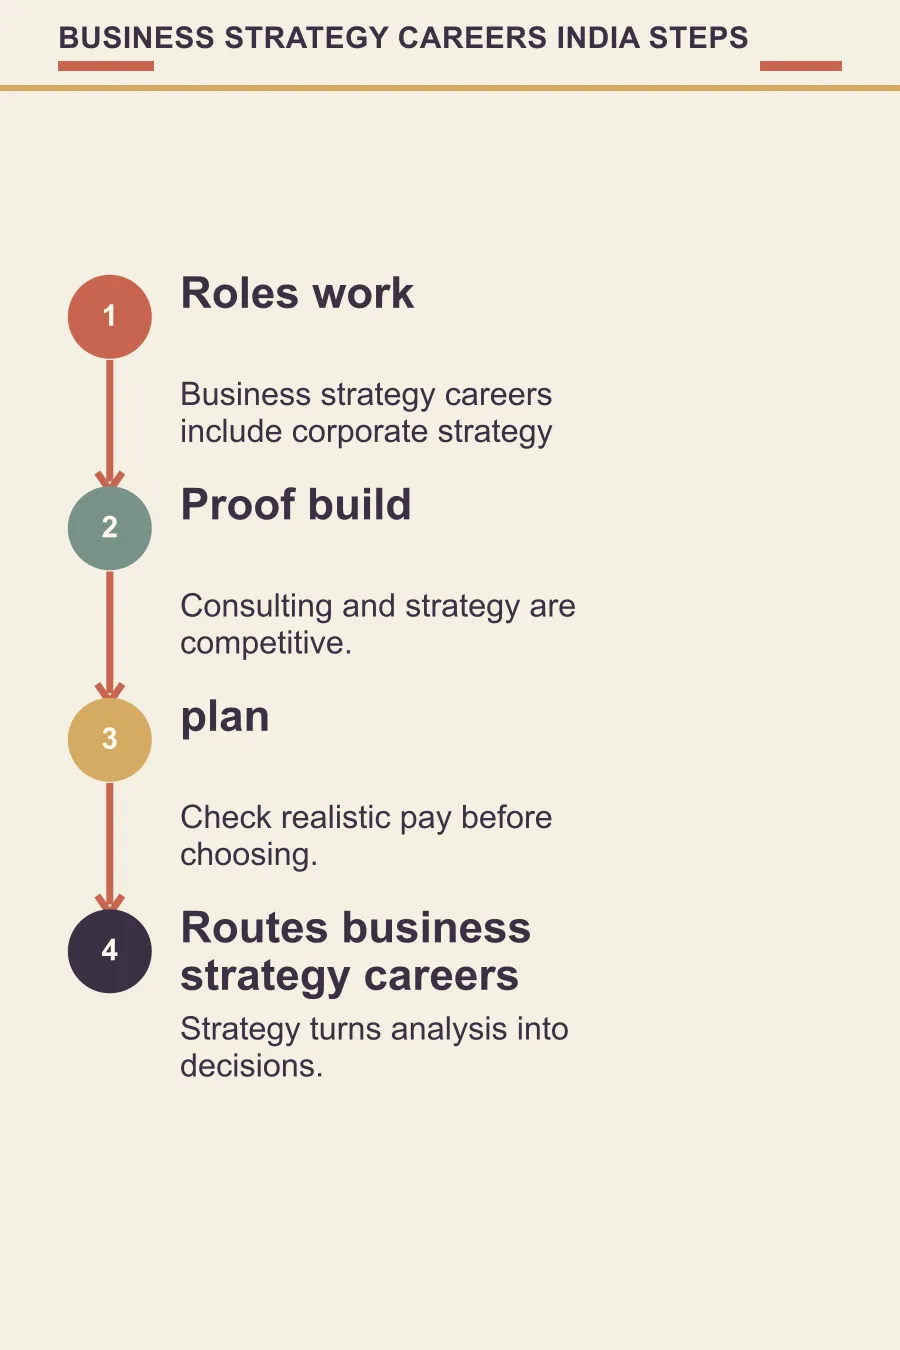 BUSINESS STRATEGY CAREERS INDIA STEPS
1
Roles work
Business strategy careers
include corporate strategy
2
Proof build
Consulting and strategy are
competitive.
3
plan
Check realistic pay before
choosing.
4
Routes business
strategy careers
Strategy turns analysis into
decisions.